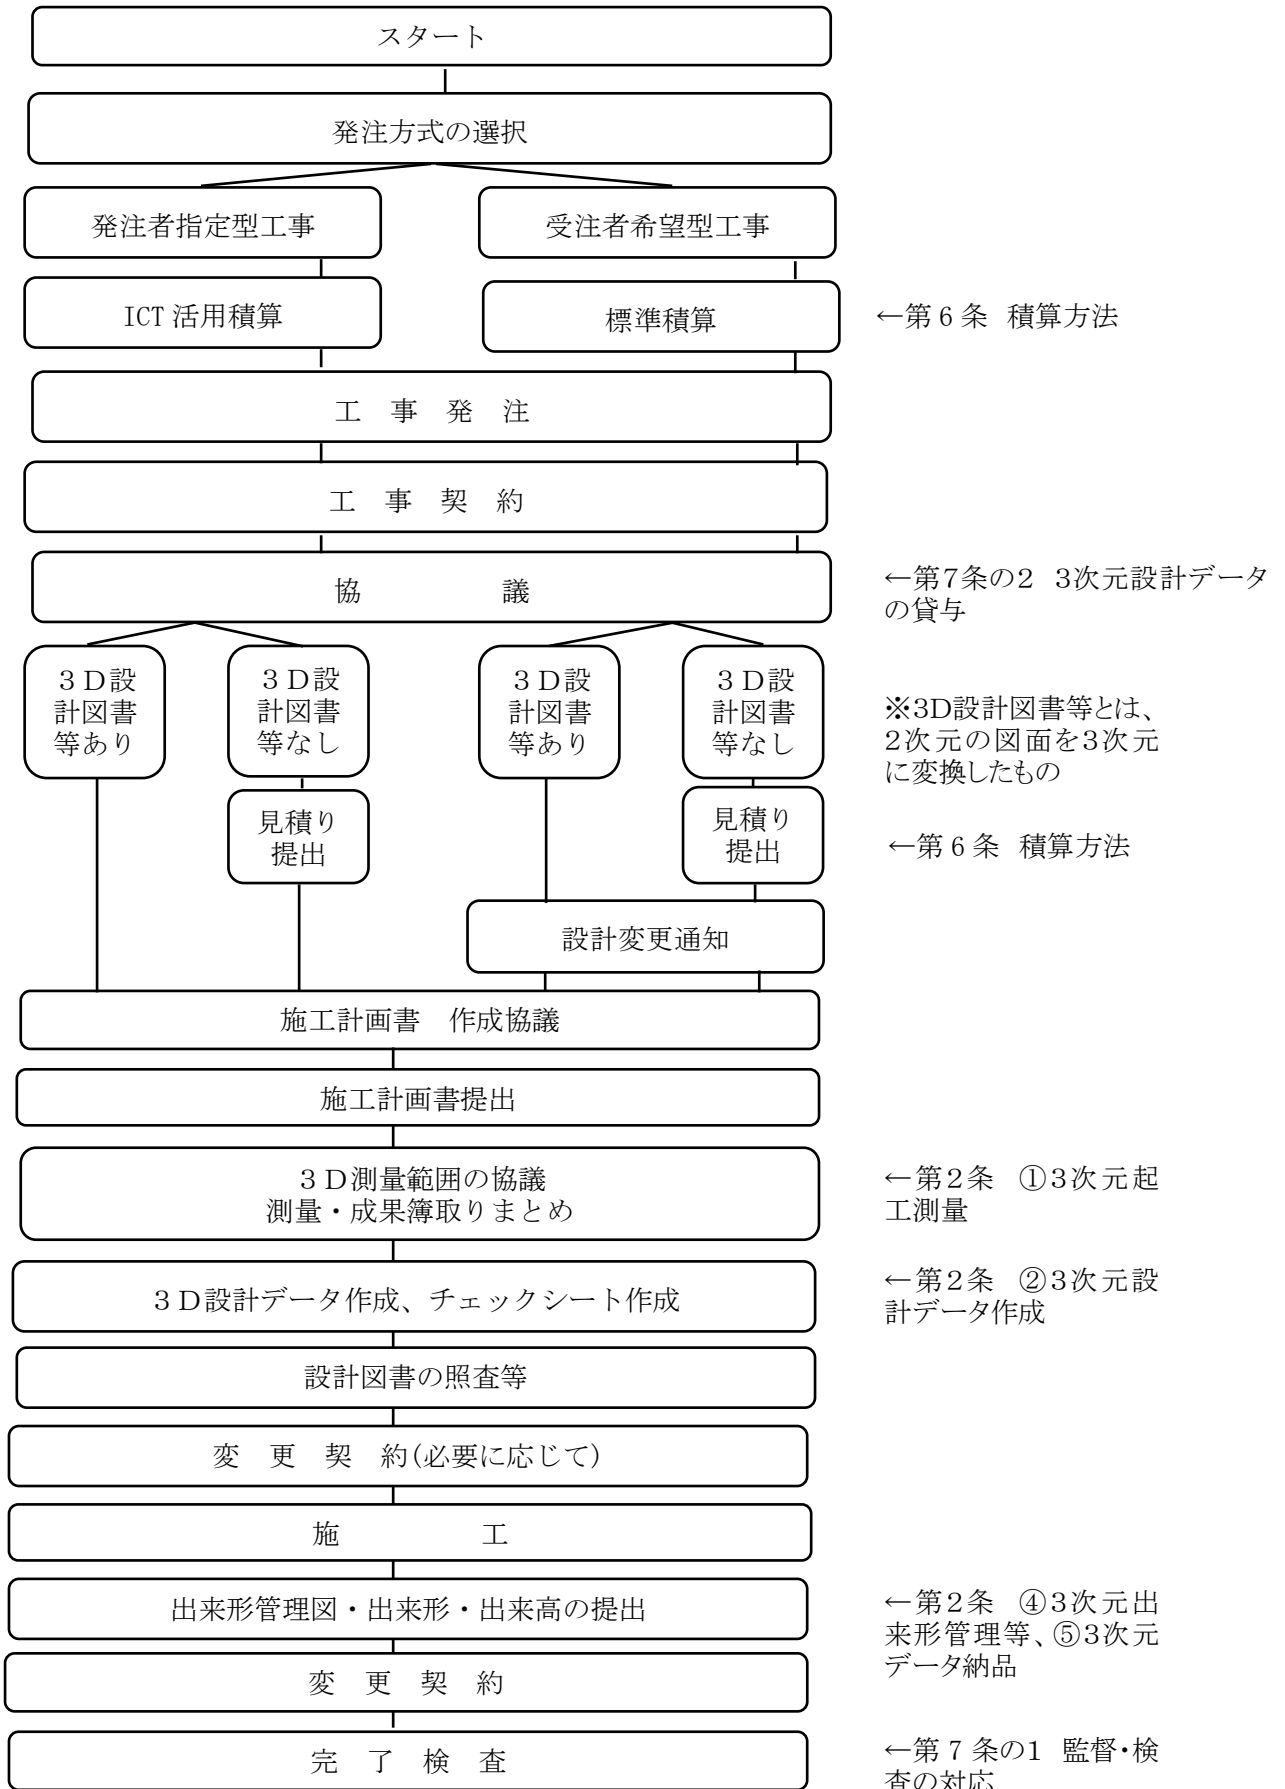 スタート
発注方式の選択
発注者指定型工事
受注者希望型工事
ICT 活用積算
標準積算
←第 6 条 積算方法
工 事 発 注
工 事 契 約
協 議
←第7条の2 3次元設計データ
の貸与
3D設
計図書
等あり
3D設
計図書
等なし
3D設
計図書
等あり
3D設
計図書
等なし
※3D設計図書等とは、
2次元の図面を3次元
に変換したもの
見積り
提出
見積り
提出
←第 6 条 積算方法
設計変更通知
施工計画書 作成協議
施工計画書提出
3D測量範囲の協議
測量・成果簿取りまとめ
←第2条 ①3次元起
工測量
3D設計データ作成、チェックシート作成
←第2条 ②3次元設
計データ作成
設計図書の照査等
変 更 契 約(必要に応じて)
施 工
出来形管理図・出来形・出来高の提出
←第2条 ④3次元出
来形管理等、⑤3次元
データ納品
変 更 契 約
完 了 検 査
←第 7 条の1 監督・検
査の対応